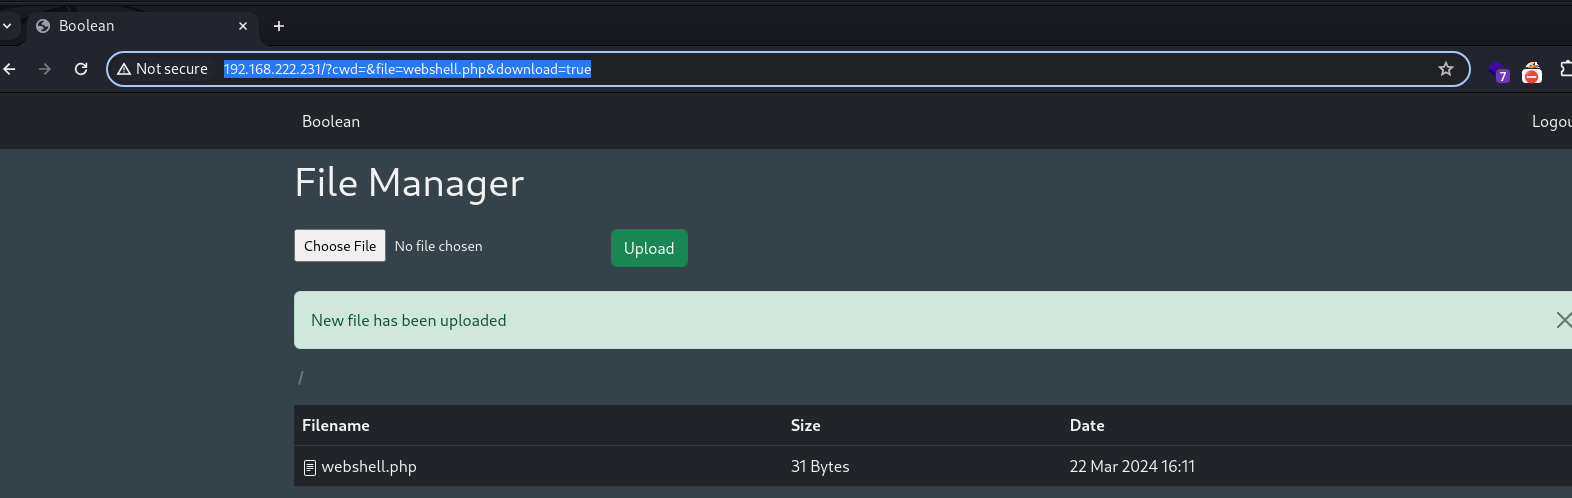 Boolean
Not secure 192.168.222.231/?cwd=&file=webshell.php&download=true
7
Boolean Logou
File Manager
Choose File No file chosen Upload
New file has been uploaded
/
Filename Size Date
webshell.php 31 Bytes 22 Mar 2024 16:11